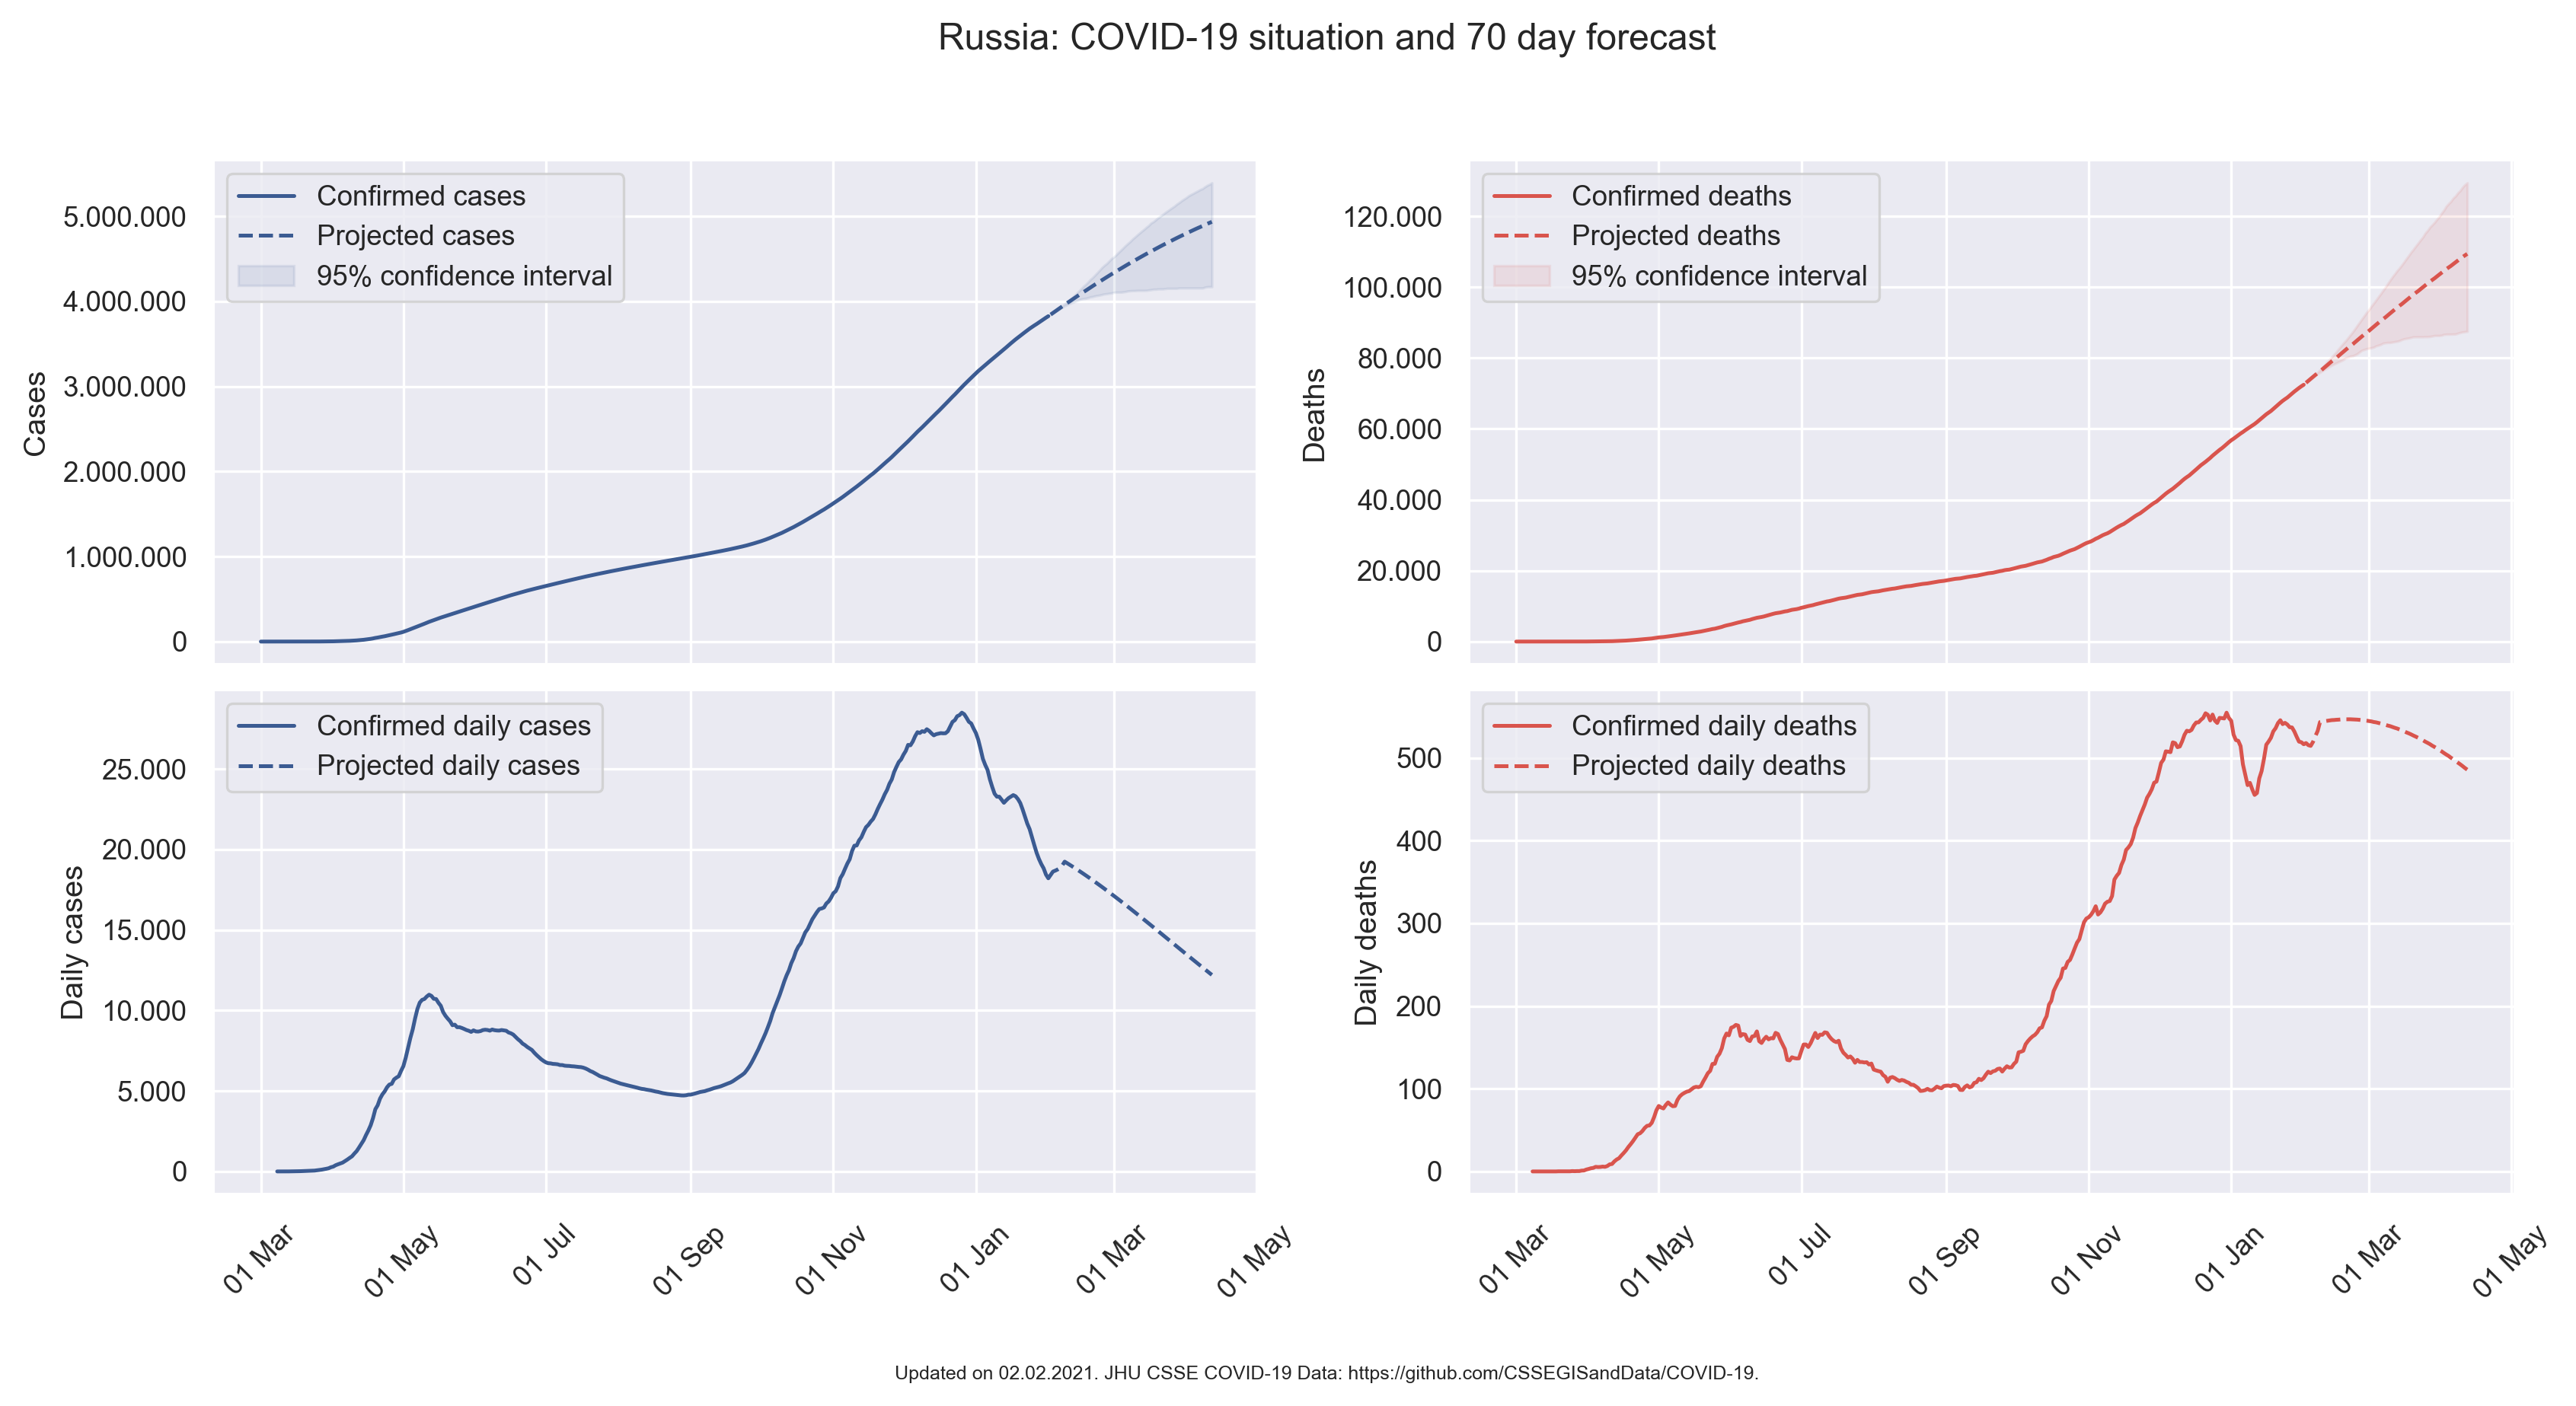 Russia: COVID-19 situation and 70 day forecast
Confirmed cases
Projected cases
95% confidence interval
5.000.000
4.000.000
3.000.000
2.000.000
1.000.000
0
Cases
Confirmed deaths
Projected deaths
95% confidence interval
120.000
100.000
80.000
60.000
40.000
20.000
0
Deaths
Confirmed daily cases
Projected daily cases
25.000
20.000
15.000
10.000
5.000
0
Daily cases
01 Mar
01 May
01 Jul
01 Sep
01 Nov
01 Jan
01 Mar
01 May
Confirmed daily deaths
Projected daily deaths
500
400
300
200
100
0
Daily deaths
01 Mar
01 May
01 Jul
01 Sep
01 Nov
01 Jan
01 Mar
01 May
Updated on 02.02.2021. JHU CSSE COVID-19 Data: https://github.com/CSSEGISandData/COVID-19.